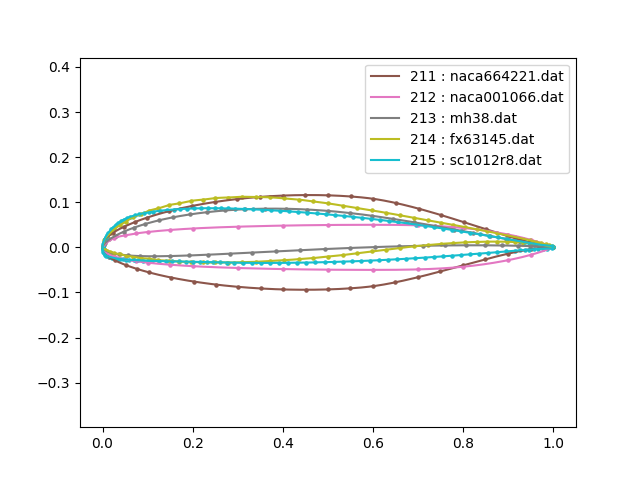 0.4
0.3
0.2
0.1
0.0
−0.1
−0.2
−0.3
0.0 0.2 0.4 0.6 0.8 1.0
211 : naca664221.dat
212 : naca001066.dat
213 : mh38.dat
214 : fx63145.dat
215 : sc1012r8.dat